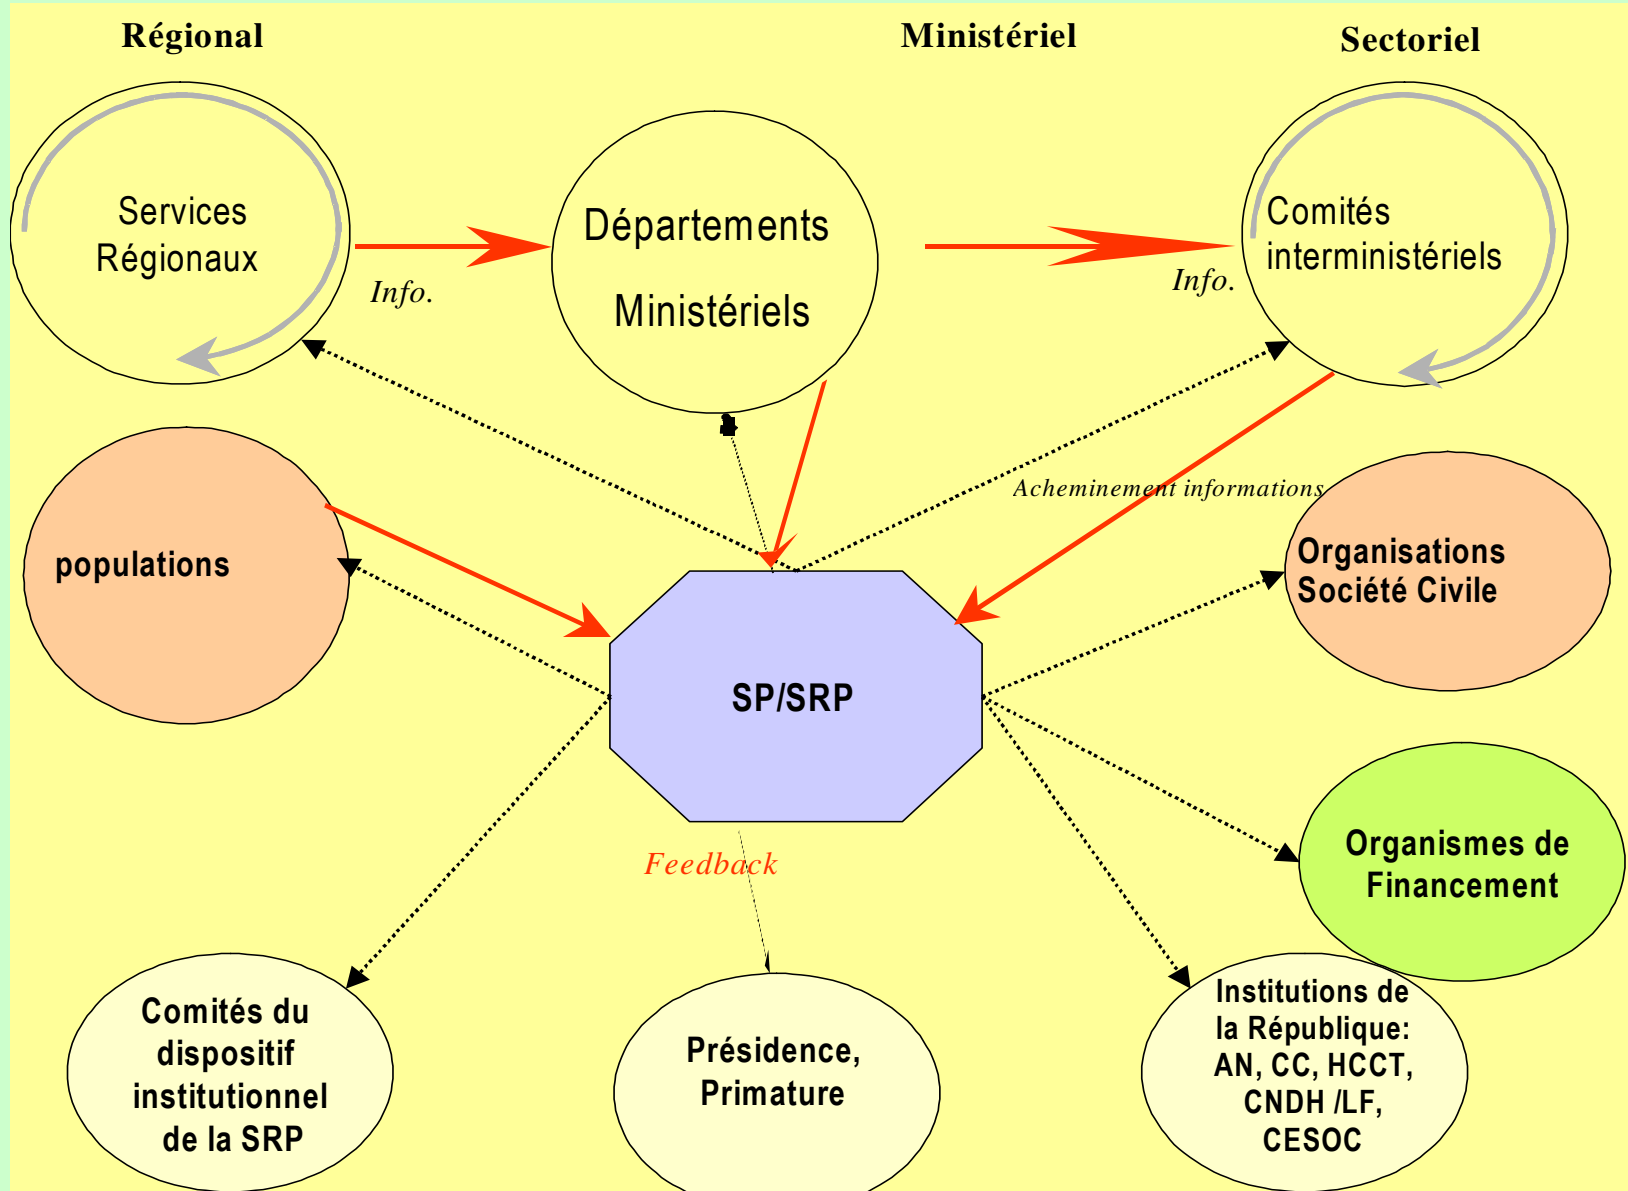 Régional
Ministériel
Sectoriel
Services
Régionaux
Info.
Départements
Ministériels
Info.
Comités
interministériels
Acheminement informations
populations
Organisations
Société Civile
SP/SRP
Feedback
Organismes de
Financement
Comités du
dispositif
institutionnel
de la SRP
Présidence,
Primature
Institutions de
la République:
AN, CC, HCCT,
CNDH /LF,
CESOC